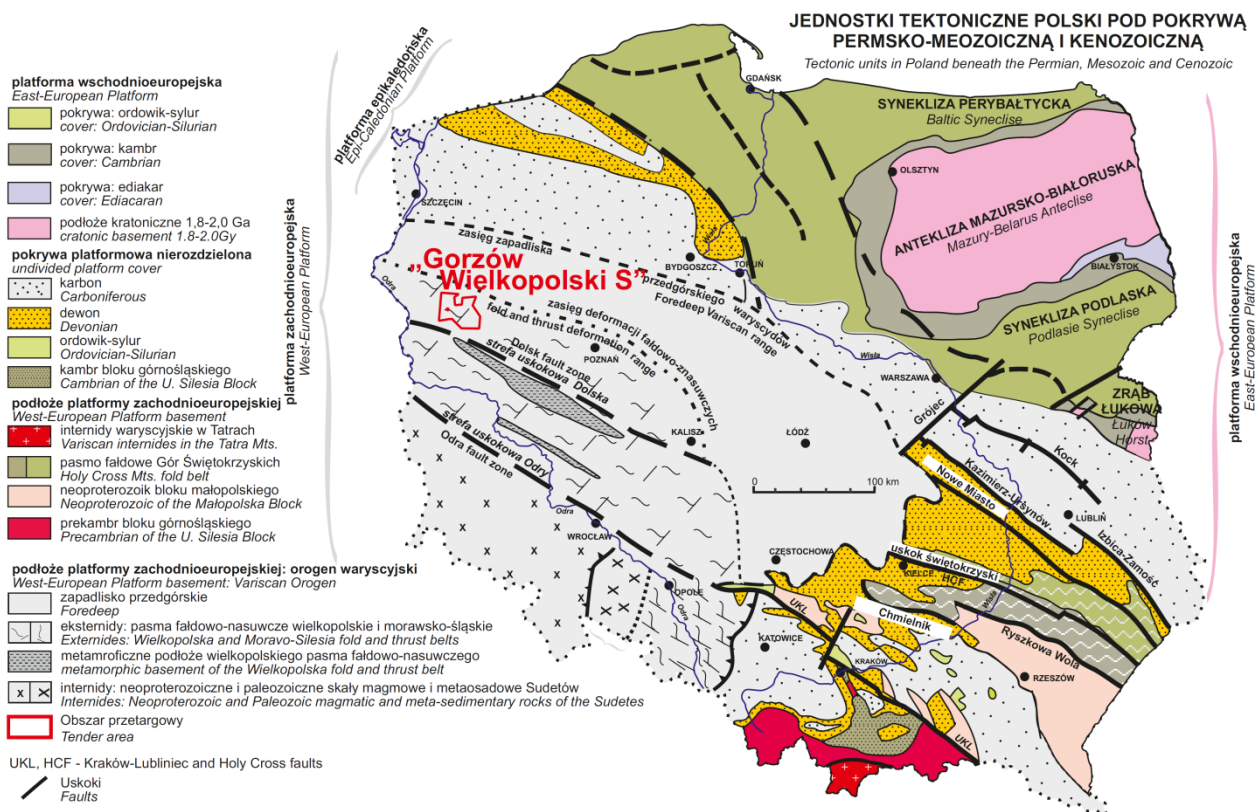 JEDNOSTKI TEKTONICZNE POLSKI POD POKRYWĄ
PERMSKO-MEOZOICZNĄ I KENOZOICZNĄ
Tectonic units in Poland beneath the Permian, Mesozoic and Cenozoic
platforma wschodnioeuropejska
East-European Platform
pokrywa: ordowik-sylur
cover: Ordovician-Silurian
pokrywa: kambr
cover: Cambrian
pokrywa: ediakar
cover: Ediacaran
podłoże kratoniczne 1,8-2,0 Ga
cratonic basement 1.8-2.0Gy
pokrywa platformowa nierozdzielona
undivided platform cover
karbon
Carboniferous
dewon
Devonian
ordowik-sylur
Ordovician-Silurian
kambr bloku górnośląskiego
Cambrian of the U. Silesia Block
podłoże platformy zachodnioeuropejskiej
West-European Platform basement
internidy waryscyjskie w Tatrach
Variscan internides in the Tatra Mts.
pasmo fałdowe Gór Świętokrzyskich
Holy Cross Mts. fold belt
neoproterozoik bloku małopolskiego
Neoproterozoic of the Małopolska Block
prekambr bloku górnośląskiego
Precambrian of the U. Silesia Block
podłoże platformy zachodnioeuropejskiej: orogen waryscyjski
West-European Platform basement: Variscan Orogen
zapadlisko przedgórskie
Foredeep
eksternidy: pasma fałdowo-nasuwcze wielkopolskie i morawsko-śląskie
Externides: Wielkopolska and Moravo-Silesia fold and thrust belts
metamroficzne podłoże wielkopolskiego pasma fałdowo-nasuwczego
metamorphic basement of the Wielkopolska fold and thrust belt
internidy: neoproterozoiczne i paleozoiczne skały magmowe i metaosadowe Sudetów
Internides: Neoproterozoic and Paleozoic magmatic and meta-sedimentary rocks of the Sudetes
Obszar przetargowy
Tender area
UKL, HCF - Kraków-Lubliniec and Holy Cross faults
Uskoki
Faults
platforma epikaledońska
Epi-Caledonian Platform
platforma zachodnioeuropejska
West-European Platform
platforma wschodnioeuropejska
East-European Platform
GDAŃSK
SYNEKLIZA PERYBAŁTYCKA
Baltic Syneclise
OLSZTYN
ANTEKLIZA MAZURSKO-BIAŁORUSKA
Mazury-Belarus Anteclise
BIAŁYSTOK
SZCZECIN
Wisła
zasięg zapadliska
przedgórskiego
waryscydów
Foredeep Variscan range
BYDGOSZCZ
TORUŃ
„Gorzów
Wielkopolski S”
Odra
SYNEKLIZA PODLASKA
Podlasie Syneclise
zasięg deformacji fałdowo-znasuwczych
fold and thrust deformation range
POZNAŃ
Dolsk fault zone
strefa uskokowa Dolska
Wisła
WARSZAWA
ZRĄB
ŁUKOWA
Łuków
Horst
Grójec
Kock
KALISZ
ŁÓDŹ
strefa uskokowa Odry
Odra fault zone
0
100 km
Kazimierz-Ursynów
Nowe Miasto
LUBLIN
Izbica-Zamość
Odra
WROCŁAW
CZĘSTOCHOWA
uskok świętokrzyski
KIELCE
HCF
OPOLE
Odra
UKL
Chmielnik
Wisła
Ryszkowa Wola
KATOWICE
KRAKÓW
RZESZÓW
UKL